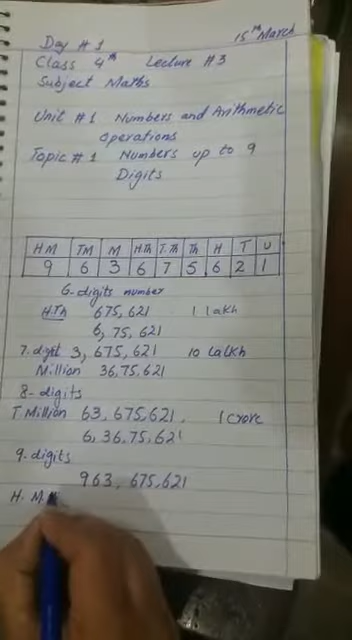 Day # 1 15th March
Class 4th Lecture # 3
Subject Maths
Unit # 1 Numbers and Arithmetic
Operations
Topic # 1 Numbers up to 9
Digits
HM TM M H.Th T.Th Th H T U
9 6 3 6 7 5 6 2 1
6-digits number
H.Th 675,621 1 Lakh
6,75,621
7.digit 3,675,621 10 Lalkh
Million 36,75,621
8-digits
T.Million 63,675,621. 1 Crore
6,36,75,621
9.digits
963,675,621
H. M.